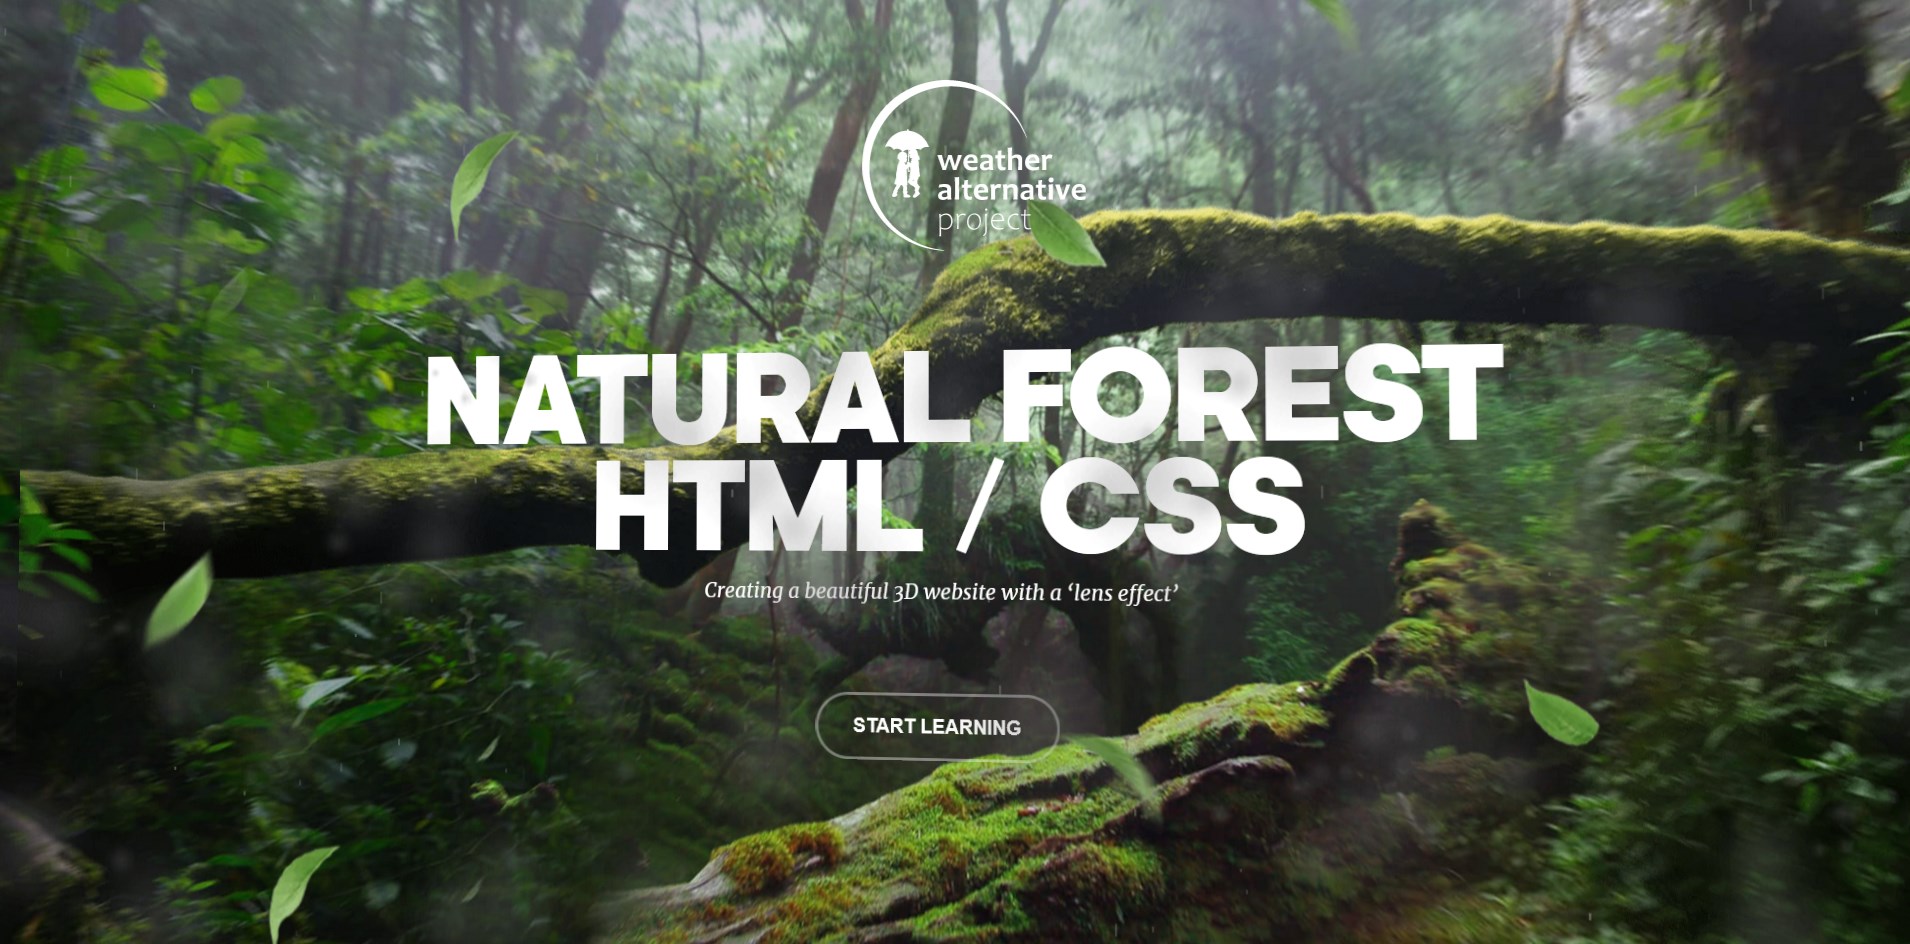 weather
alternative
project
NATURAL FOREST
HTML / CSS
Creating a beautiful 3D website with a ‘lens effect’
START LEARNING